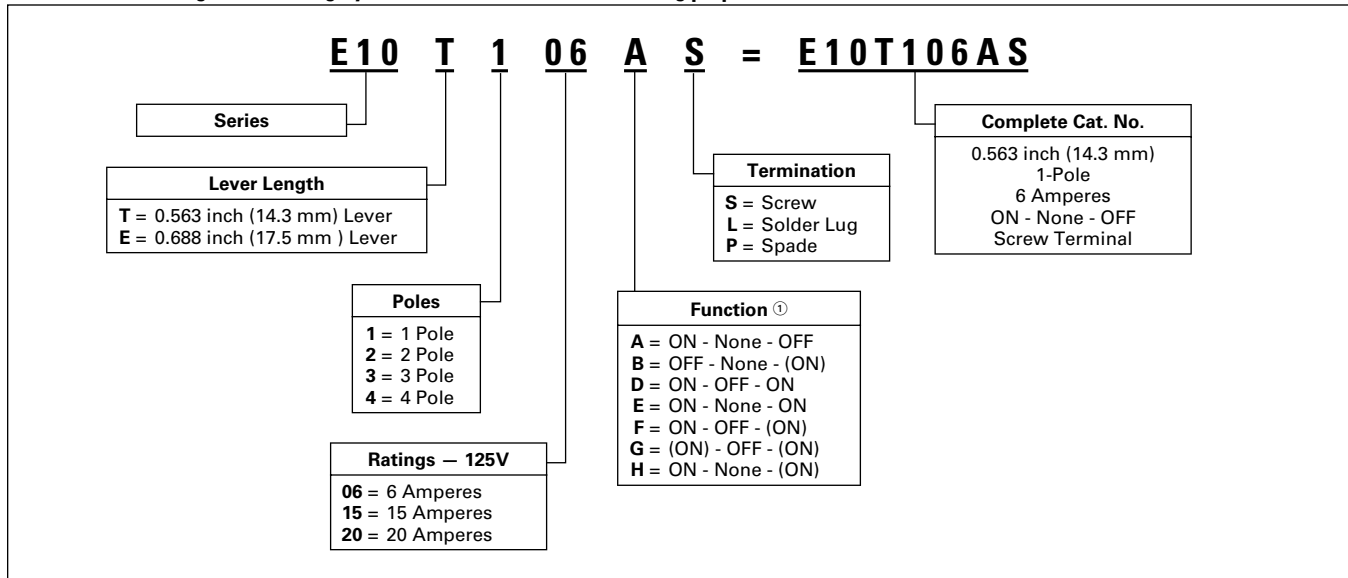 E10 T 1 06 A S = E10T106AS
Series
Lever Length
T = 0.563 inch (14.3 mm) Lever
E = 0.688 inch (17.5 mm ) Lever
Poles
1 = 1 Pole
2 = 2 Pole
3 = 3 Pole
4 = 4 Pole
Ratings — 125V
06 = 6 Amperes
15 = 15 Amperes
20 = 20 Amperes
Function ①
A = ON - None - OFF
B = OFF - None - (ON)
D = ON - OFF - ON
E = ON - None - ON
F = ON - OFF - (ON)
G = (ON) - OFF - (ON)
H = ON - None - (ON)
Termination
S = Screw
L = Solder Lug
P = Spade
Complete Cat. No.
0.563 inch (14.3 mm)
1-Pole
6 Amperes
ON - None - OFF
Screw Terminal